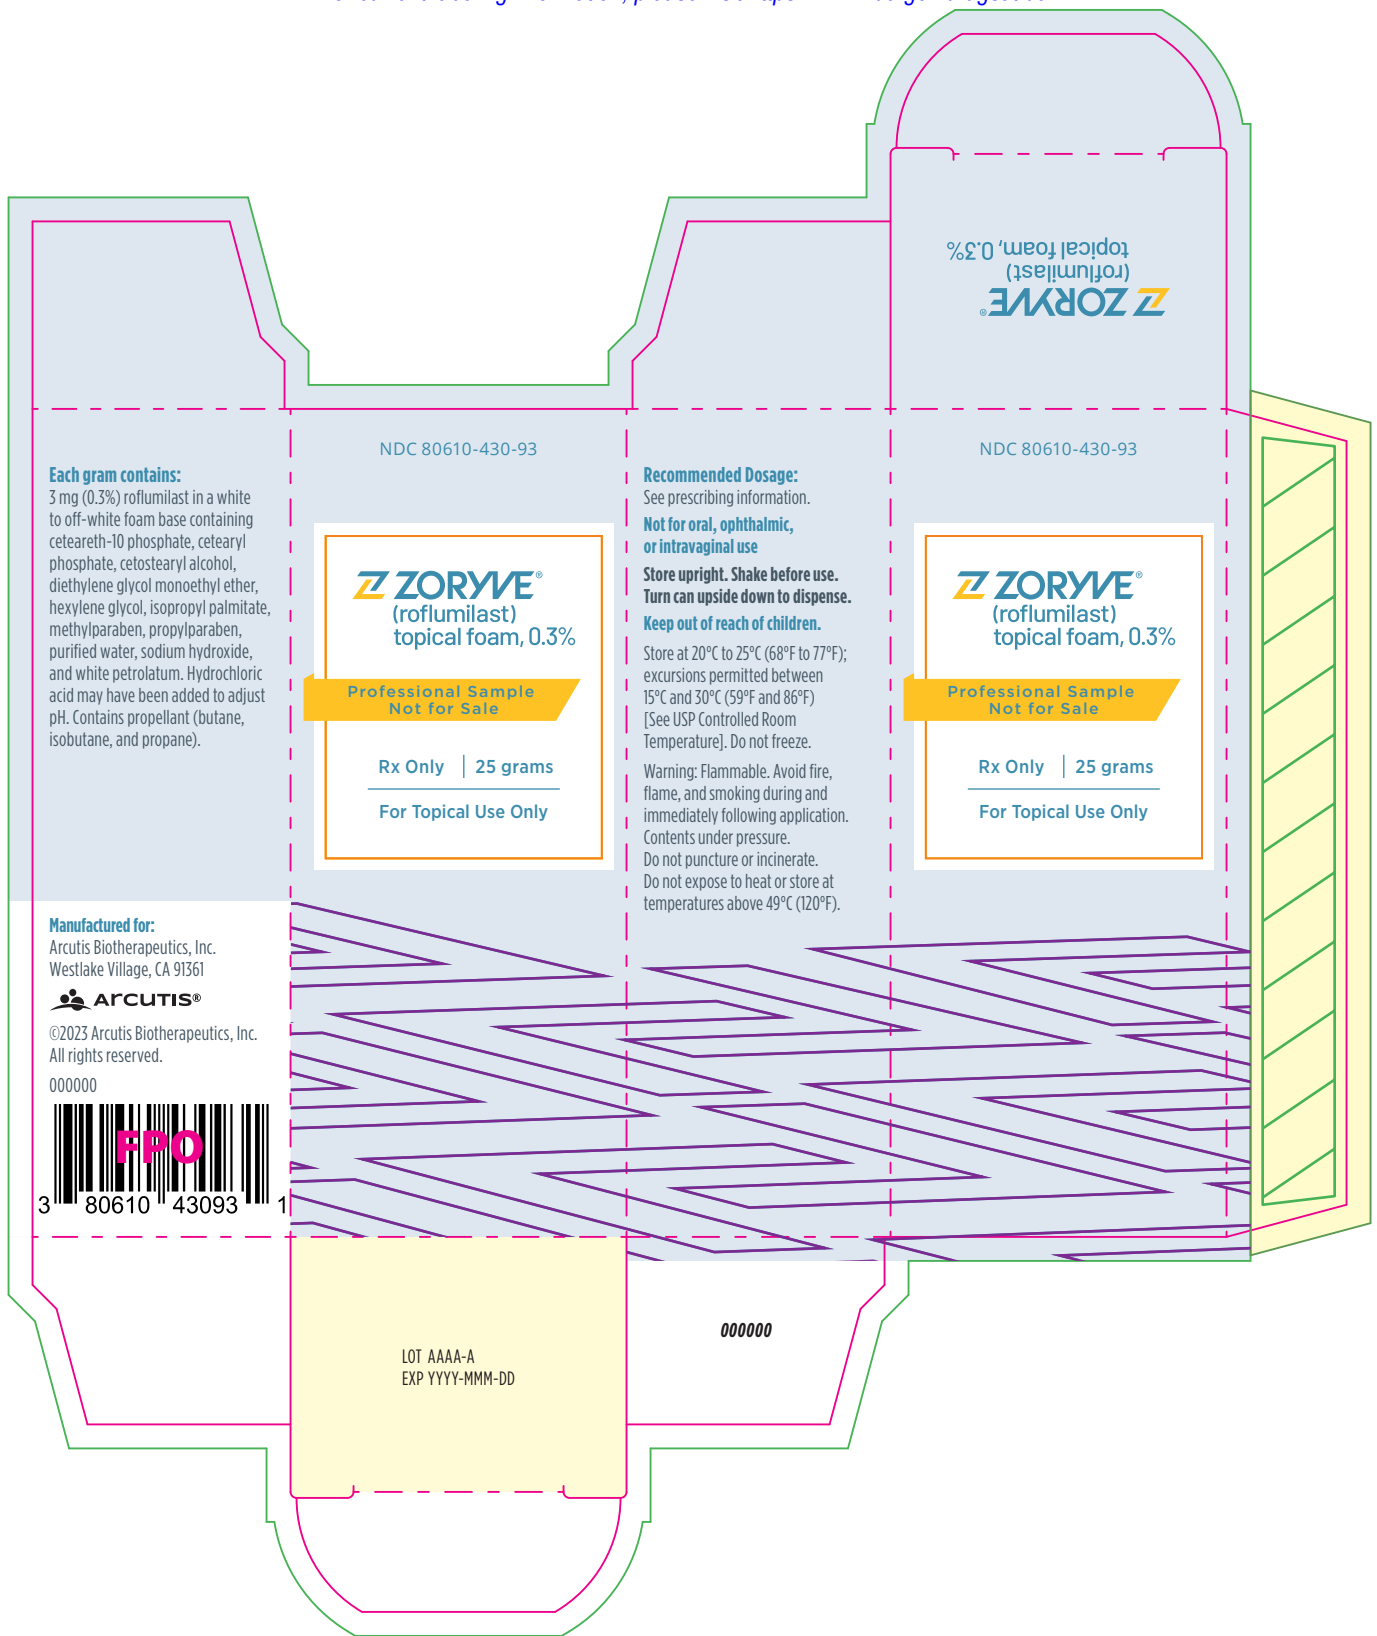 (roflumilast)
topical foam, 0.3%
ZORYVE®
Each gram contains:
3 mg (0.3%) roflumilast in a white
to off-white foam base containing
ceteareth-10 phosphate, cetearyl
phosphate, cetostearyl alcohol,
diethylene glycol monoethyl ether,
hexylene glycol, isopropyl palmitate,
methylparaben, propylparaben,
purified water, sodium hydroxide,
and white petrolatum. Hydrochloric
acid may have been added to adjust
pH. Contains propellant (butane,
isobutane, and propane).
Manufactured for:
Arcutis Biotherapeutics, Inc.
Westlake Village, CA 91361
ARCUTIS®
©2023 Arcutis Biotherapeutics, Inc.
All rights reserved.
000000
FPO
3 80610 43093 1
NDC 80610-430-93
ZORYVE®
(roflumilast)
topical foam, 0.3%
Professional Sample
Not for Sale
Rx Only | 25 grams
For Topical Use Only
Recommended Dosage:
See prescribing information.
Not for oral, ophthalmic,
or intravaginal use
Store upright. Shake before use.
Turn can upside down to dispense.
Keep out of reach of children.
Store at 20°C to 25°C (68°F to 77°F);
excursions permitted between
15°C and 30°C (59°F and 86°F)
[See USP Controlled Room
Temperature]. Do not freeze.
Warning: Flammable. Avoid fire,
flame, and smoking during and
immediately following application.
Contents under pressure.
Do not puncture or incinerate.
Do not expose to heat or store at
temperatures above 49°C (120°F).
NDC 80610-430-93
ZORYVE®
(roflumilast)
topical foam, 0.3%
Professional Sample
Not for Sale
Rx Only | 25 grams
For Topical Use Only
LOT AAAA-A
EXP YYYY-MMM-DD
000000